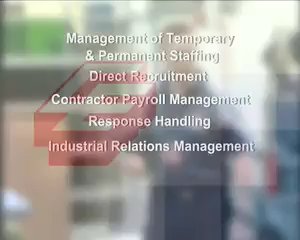 Management of Temporary
& Permanent Staffing
Direct Recruitment
Contractor Payroll Management
Response Handling
Industrial Relations Management